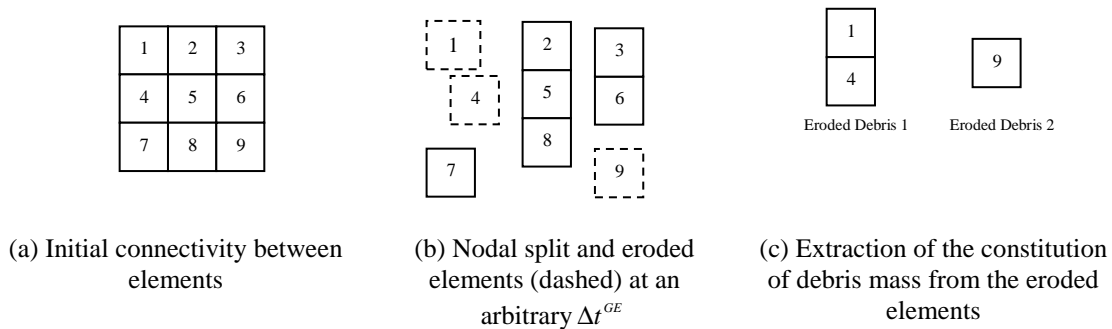 1 2 3
4 5 6
7 8 9
1 2 3
4 5 6
7 8 9
1
4
9
Eroded Debris 1
Eroded Debris 2
(a) Initial connectivity between
elements
(b) Nodal split and eroded
elements (dashed) at an
arbitrary Δt^GE
(c) Extraction of the constitution
of debris mass from the eroded
elements